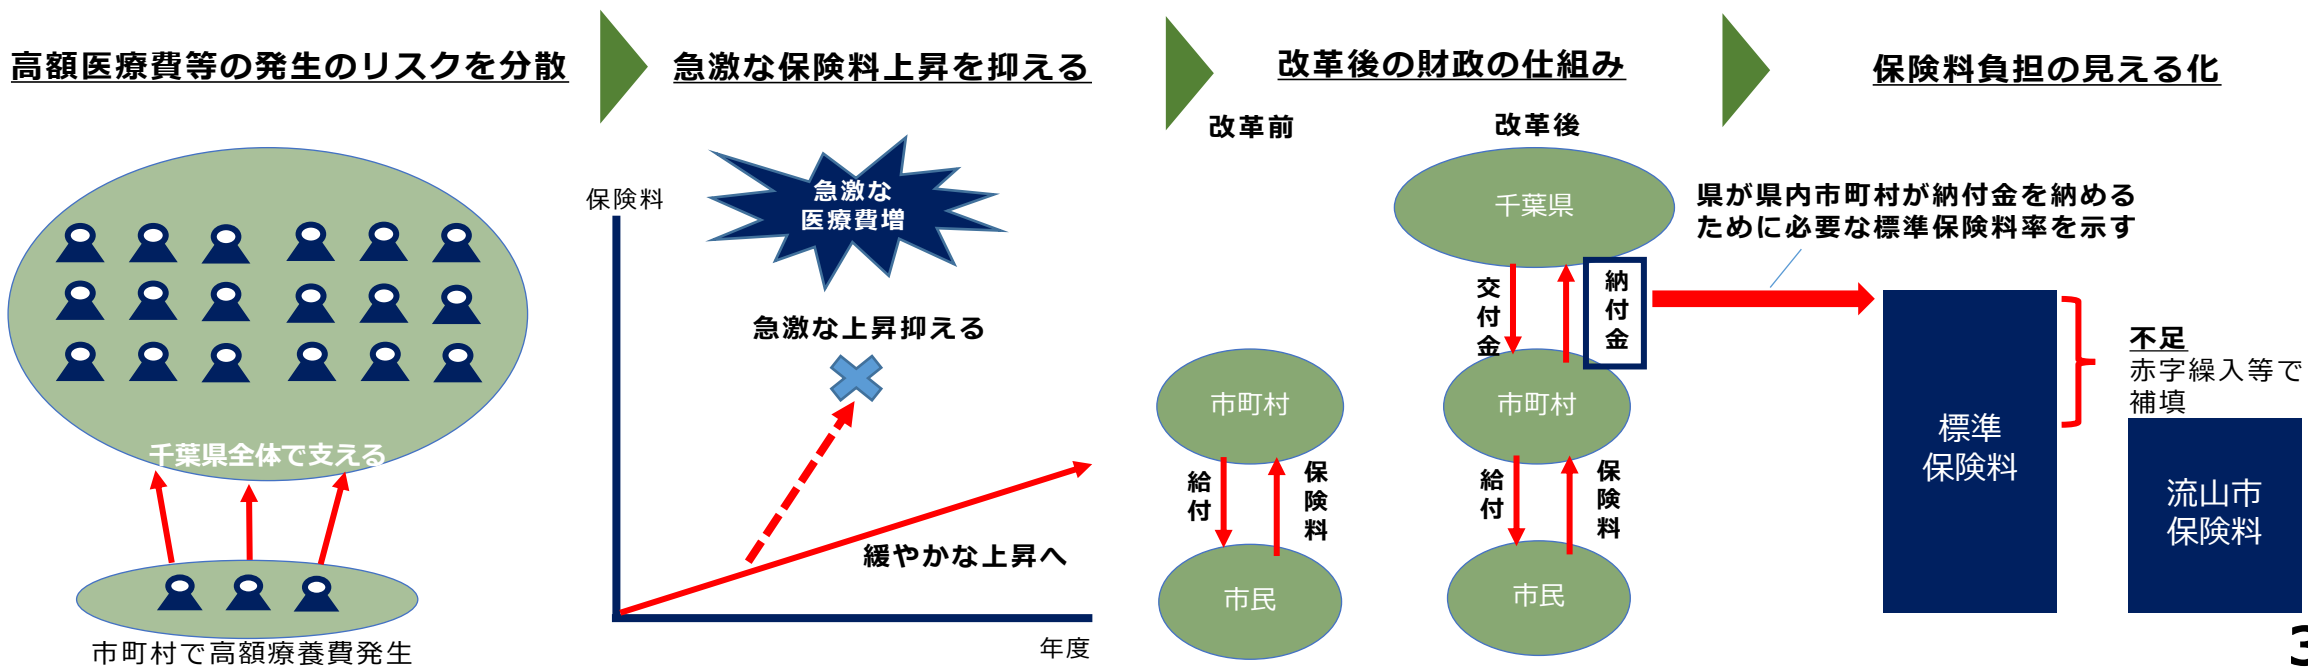 高額医療費等の発生のリスクを分散
千葉県全体で支える
市町村で高額療養費発生
急激な保険料上昇を抑える
保険料
急激な
医療費増
急激な上昇抑える
緩やかな上昇へ
年度
改革後の財政の仕組み
改革前
市町村
給付
保険料
市民
改革後
千葉県
交付金
納付金
市町村
給付
保険料
市民
保険料負担の見える化
県が県内市町村が納付金を納める
ために必要な標準保険料率を示す
標準
保険料
不足
赤字繰入等で
補填
流山市
保険料